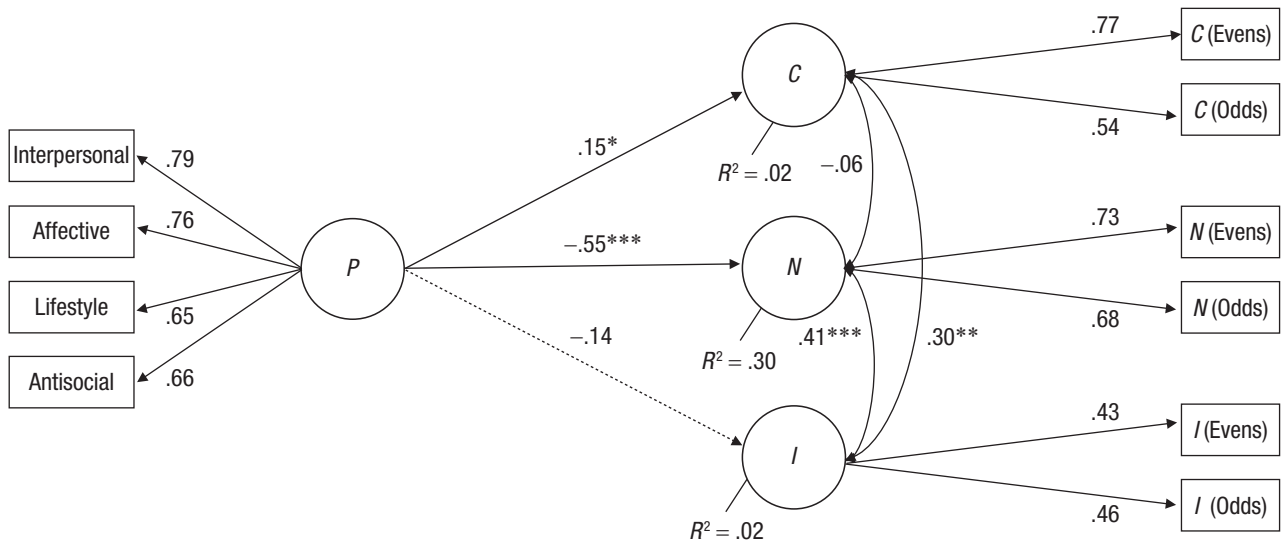 Interpersonal
Affective
Lifestyle
Antisocial
.79
.76
.65
.66
P
.15*
−.55***
−.14
C
R² = .02
N
R² = .30
I
R² = .02
−.06
.41***
.30**
.77
.54
.73
.68
.43
.46
C (Evens)
C (Odds)
N (Evens)
N (Odds)
I (Evens)
I (Odds)